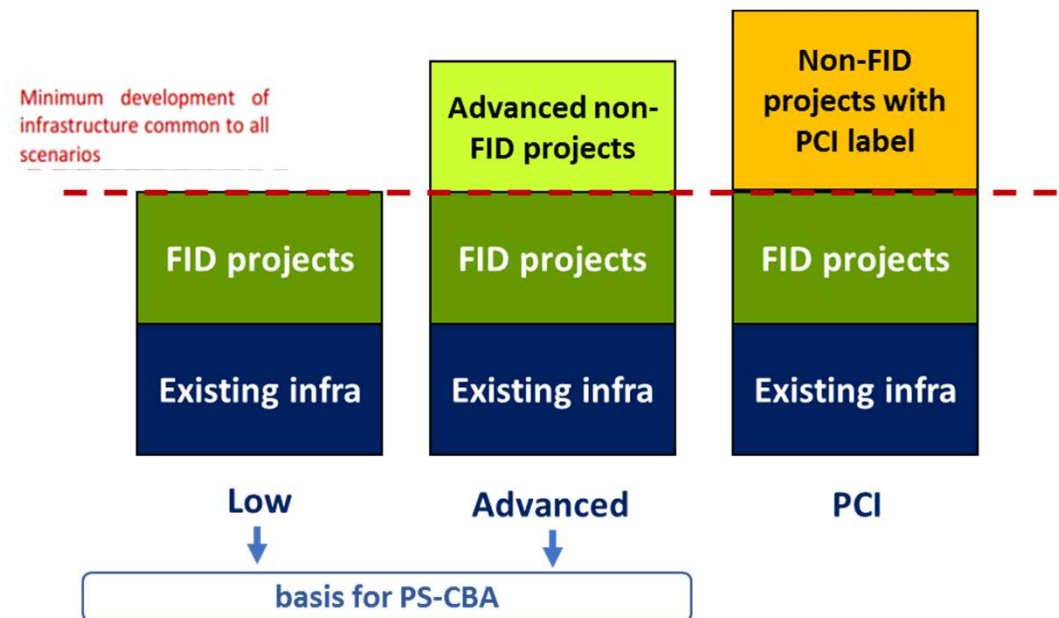 Minimum development of
infrastructure common to all
scenarios
Advanced non-
FID projects
Non-FID
projects with
PCI label
FID projects
FID projects
FID projects
Existing infra
Existing infra
Existing infra
Low
Advanced
PCI
basis for PS-CBA